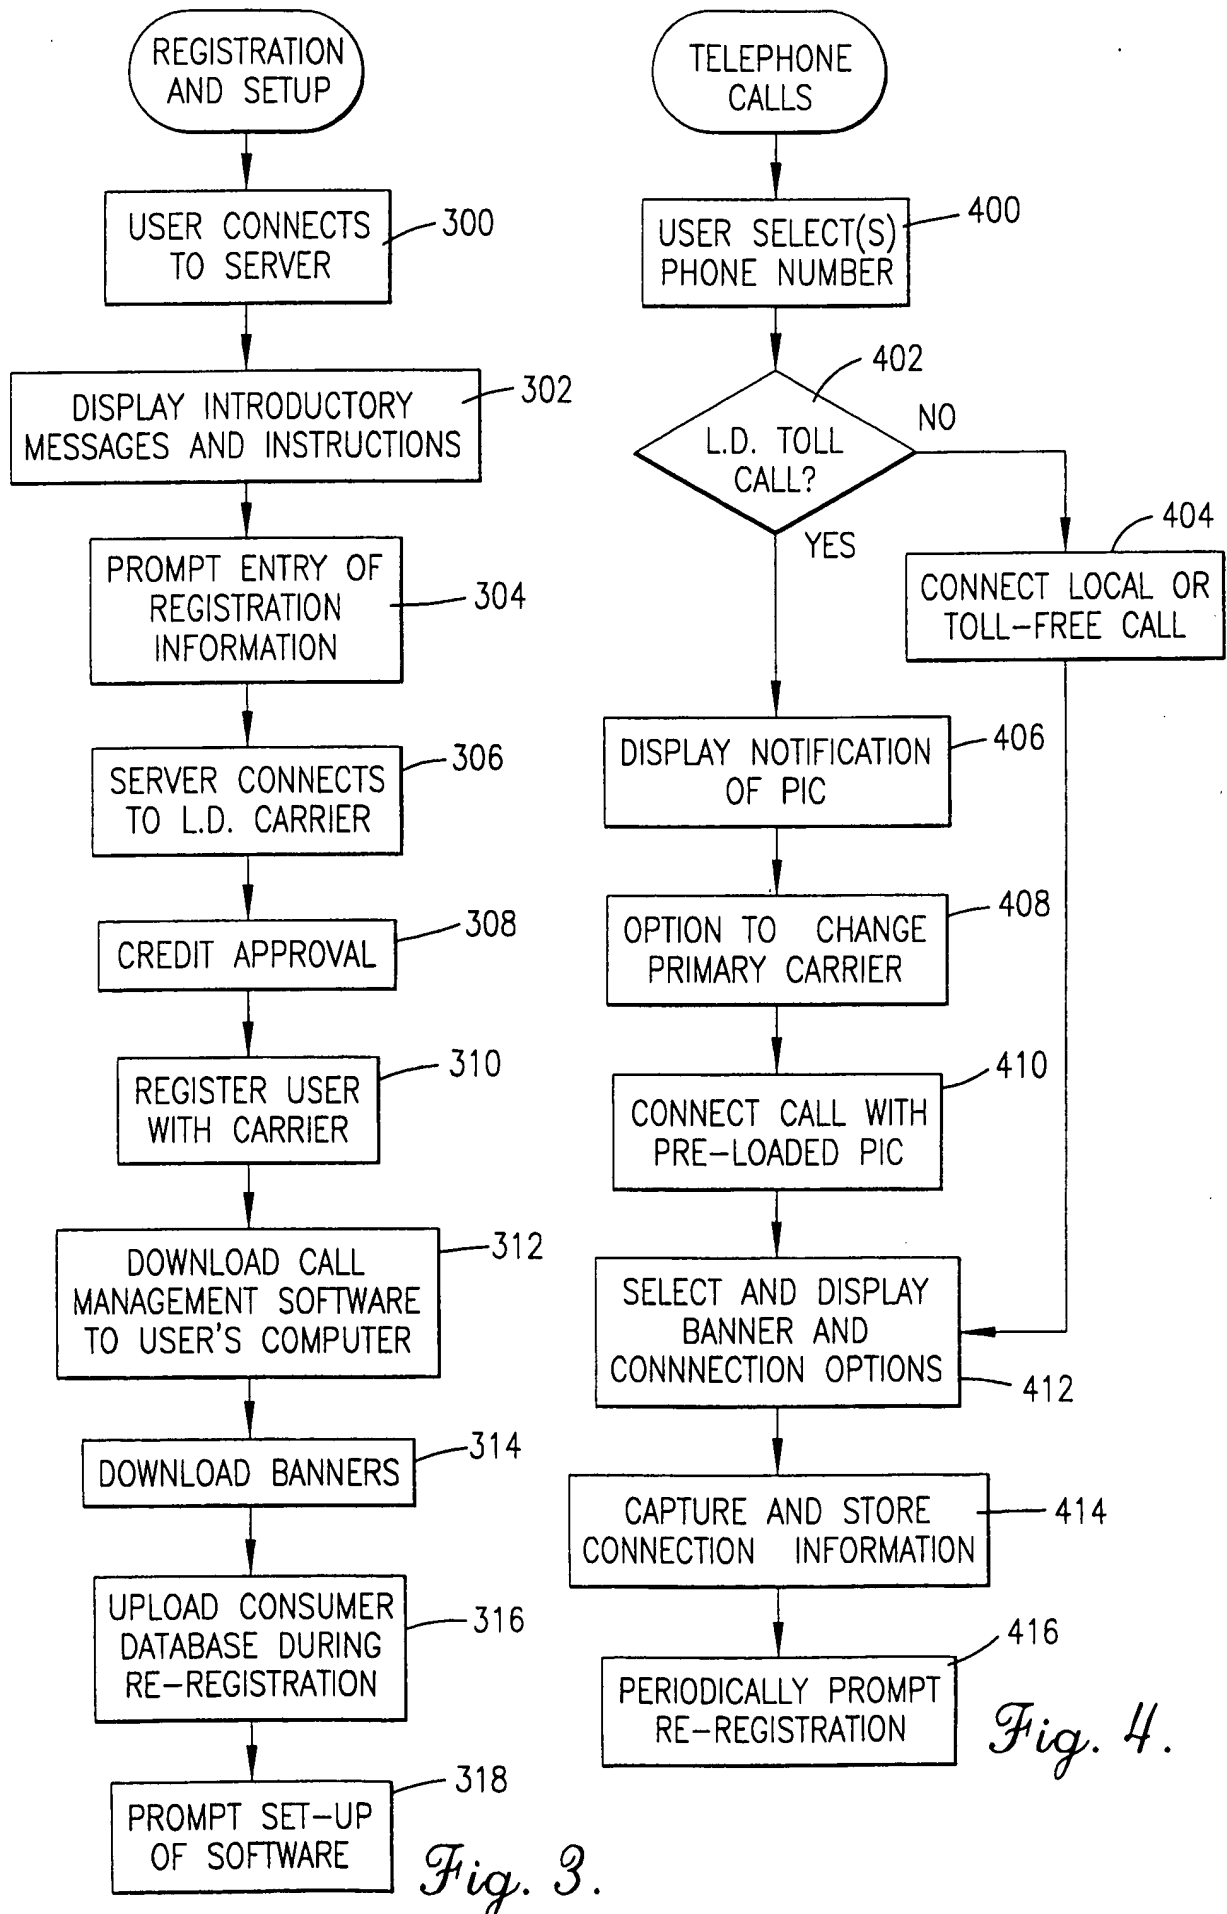 REGISTRATION
AND SETUP
USER CONNECTS
TO SERVER
300
DISPLAY INTRODUCTORY
MESSAGES AND INSTRUCTIONS
302
PROMPT ENTRY OF
REGISTRATION
INFORMATION
304
SERVER CONNECTS
TO L.D. CARRIER
306
CREDIT APPROVAL
308
REGISTER USER
WITH CARRIER
310
DOWNLOAD CALL
MANAGEMENT SOFTWARE
TO USER'S COMPUTER
312
DOWNLOAD BANNERS
314
UPLOAD CONSUMER
DATABASE DURING
RE-REGISTRATION
316
PROMPT SET-UP
OF SOFTWARE
318
Fig. 3.
TELEPHONE
CALLS
USER SELECT(S)
PHONE NUMBER
400
L.D. TOLL
CALL?
402
NO
YES
CONNECT LOCAL OR
TOLL-FREE CALL
404
DISPLAY NOTIFICATION
OF PIC
406
OPTION TO CHANGE
PRIMARY CARRIER
408
CONNECT CALL WITH
PRE-LOADED PIC
410
SELECT AND DISPLAY
BANNER AND
CONNNECTION OPTIONS
412
CAPTURE AND STORE
CONNECTION INFORMATION
414
PERIODICALLY PROMPT
RE-REGISTRATION
416
Fig. 4.